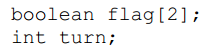 boolean flag[2];
int turn;